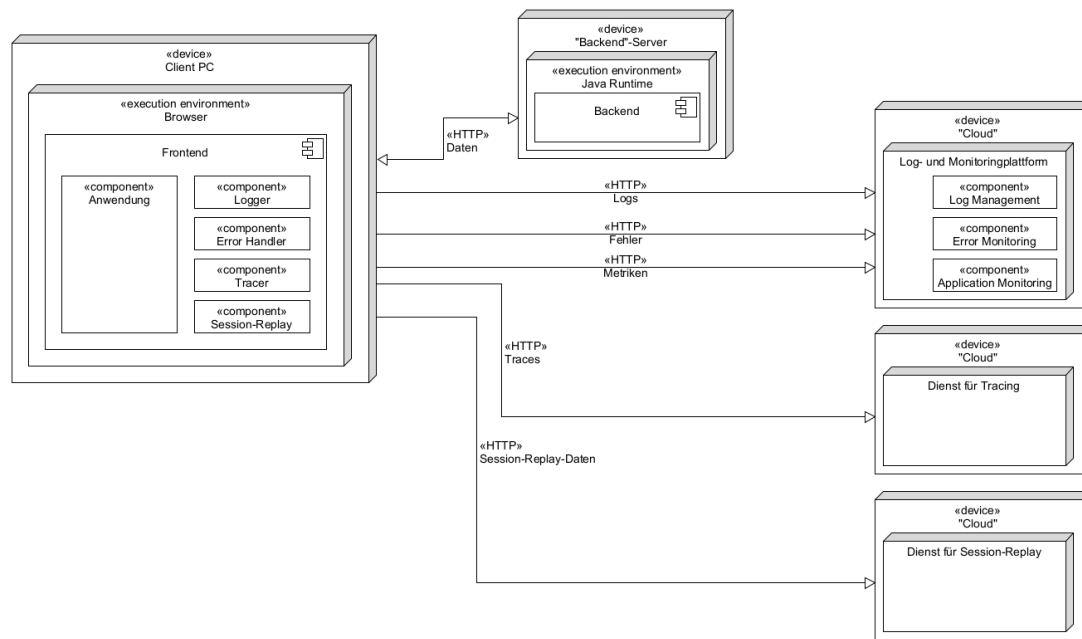 «device»
Client PC
«execution environment»
Browser
Frontend
«component»
Anwendung
«component»
Logger
«component»
Error Handler
«component»
Tracer
«component»
Session-Replay
«device»
"Backend"-Server
«execution environment»
Java Runtime
Backend
«HTTP»
Daten
«HTTP»
Logs
«HTTP»
Fehler
«HTTP»
Metriken
«HTTP»
Traces
«HTTP»
Session-Replay-Daten
«device»
"Cloud"
Log- und Monitoringplattform
«component»
Log Management
«component»
Error Monitoring
«component»
Application Monitoring
«device»
"Cloud"
Dienst für Tracing
«device»
"Cloud"
Dienst für Session-Replay